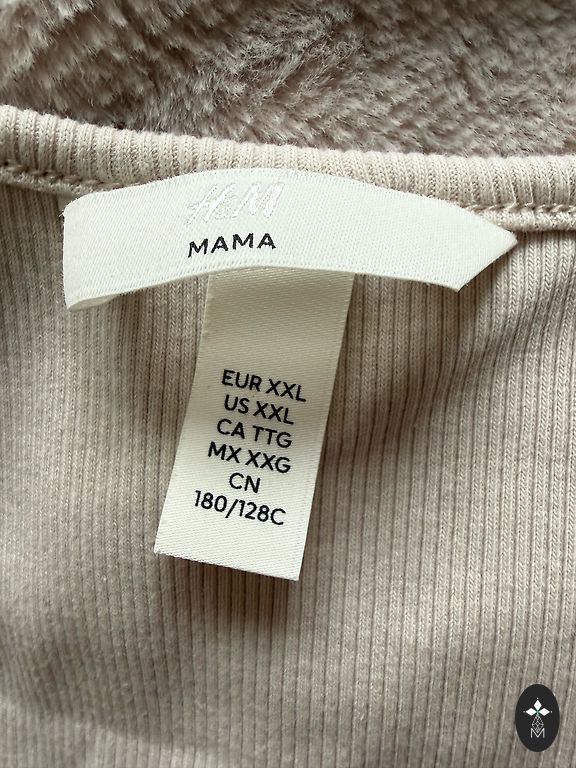 H&M
MAMA
EUR XXL
US XXL
CA TTG
MX XXG
CN
180/128C
M